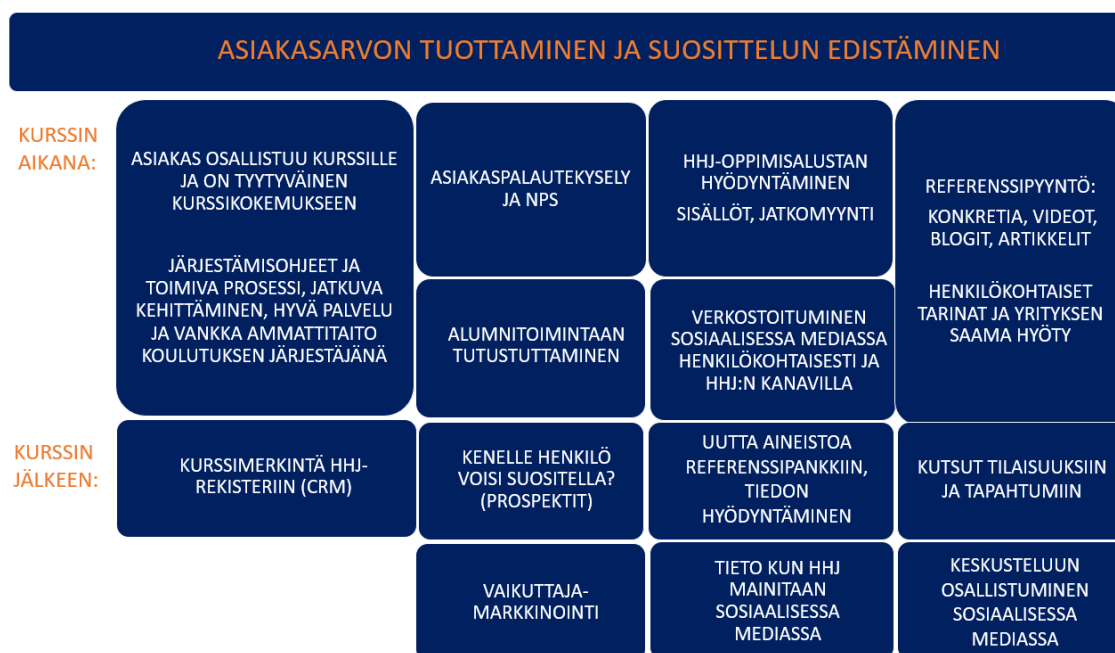 ASIAKASARVON TUOTTAMINEN JA SUOSITTELUN EDISTÄMINEN
KURSSIN
AIKANA:
ASIAKAS OSALLISTUU KURSSILLE
JA ON TYYTYVÄINEN
KURSSIKOKEMUKSEEN
JÄRJESTÄMISOHJEET JA
TOIMIVA PROSESSI, JATKUVA
KEHITTÄMINEN, HYVÄ PALVELU
JA VANKKA AMMATTITAITO
KOULUTUKSEN JÄRJESTÄJÄNÄ
ASIAKASPALAUTEKYSELY
JA NPS
HHJ-OPPIMISALUSTAN
HYÖDYNTÄMINEN
SISÄLLÖT, JATKOMYYNTI
REFERENSSIPYYNTÖ:
KONKRETIA, VIDEOT,
BLOGIT, ARTIKKELIT
HENKILÖKOHTAISET
TARINAT JA YRITYKSEN
SAAMA HYÖTY
ALUMNITOIMINTAAN
TUTUSTUTTAMINEN
VERKOSTOITUMINEN
SOSIAALISESSA MEDIASSA
HENKILÖKOHTAISESTI JA
HHJ:N KANAVILLA
KURSSIN
JÄLKEEN:
KURSSIMERKINTÄ HHJ-
REKISTERIIN (CRM)
KENELLE HENKILÖ
VOISI SUOSITELLA?
(PROSPEKTIT)
UUTTA AINEISTOA
REFERENSSIPANKKIIN,
TIEDON
HYÖDYNTÄMINEN
KUTSUT TILAISUUKSIIN
JA TAPAHTUMIIN
VAIKUTTAJA-
MARKKINOINTI
TIETO KUN HHJ
MAINITAAN
SOSIAALISESSA
MEDIASSA
KESKUSTELUUN
OSALLISTUMINEN
SOSIAALISESSA
MEDIASSA